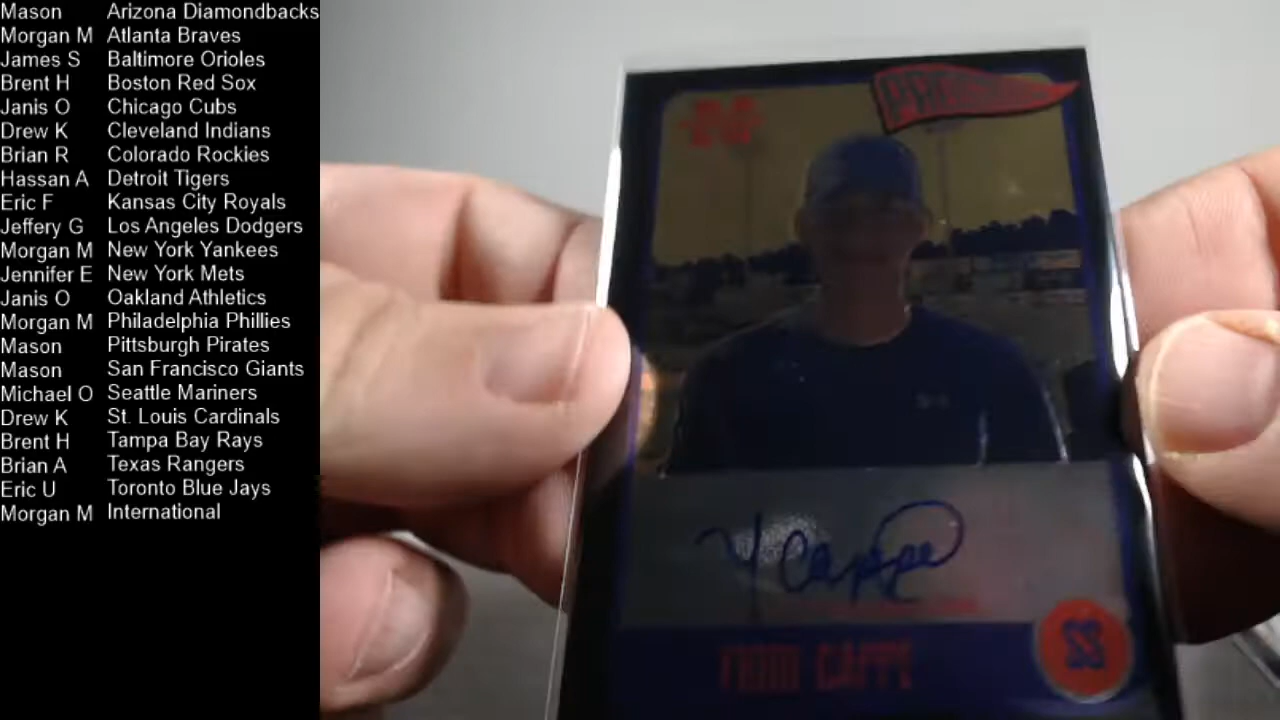 Mason Arizona Diamondbacks
Morgan M Atlanta Braves
James S Baltimore Orioles
Brent H Boston Red Sox
Janis O Chicago Cubs
Drew K Cleveland Indians
Brian R Colorado Rockies
Hassan A Detroit Tigers
Eric F Kansas City Royals
Jeffery G Los Angeles Dodgers
Morgan M New York Yankees
Jennifer E New York Mets
Janis O Oakland Athletics
Morgan M Philadelphia Phillies
Mason Pittsburgh Pirates
Mason San Francisco Giants
Michael O Seattle Mariners
Drew K St. Louis Cardinals
Brent H Tampa Bay Rays
Brian A Texas Rangers
Eric U Toronto Blue Jays
Morgan M International
Y Cappe
CAPPE
SS